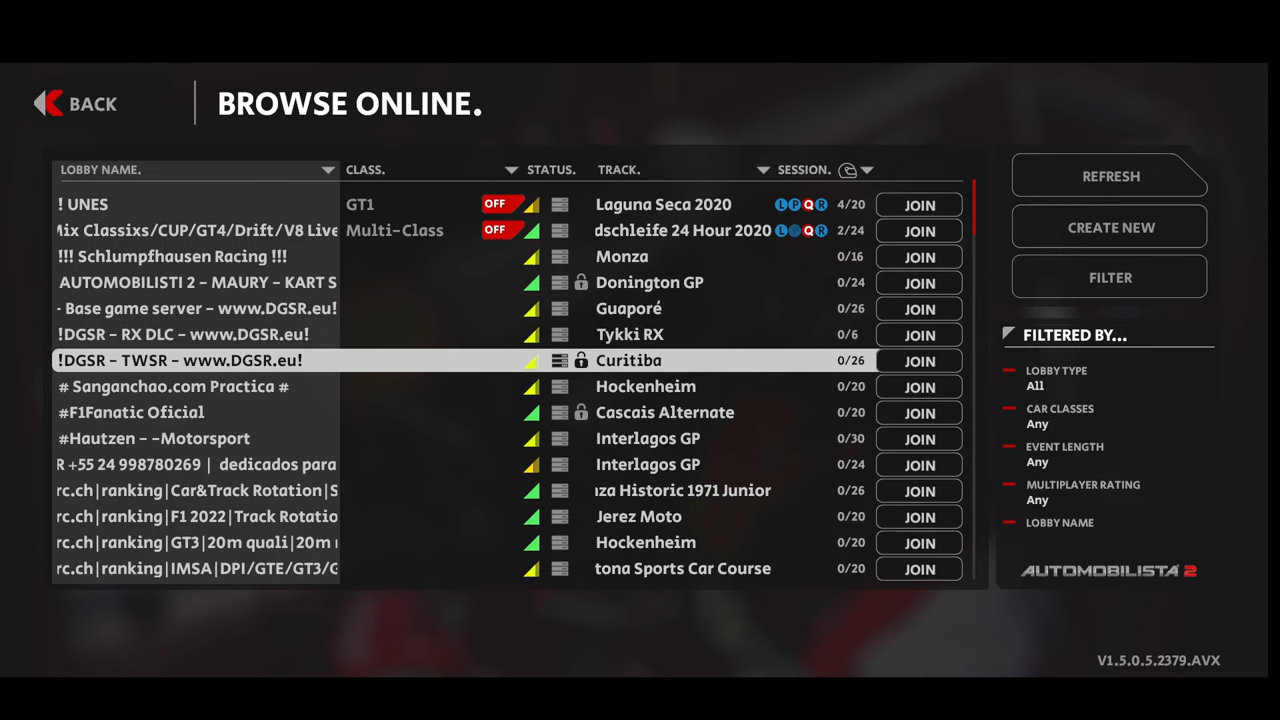 BACK
BROWSE ONLINE.
LOBBY NAME. CLASS. STATUS. TRACK. SESSION.
! UNES GT1 OFF Laguna Seca 2020 L P Q R 4/20 JOIN
Mix Classixs/CUP/GT4/Drift/V8 Live Multi-Class OFF dschleife 24 Hour 2020 L P Q R 2/24 JOIN
!!! Schlumpfhausen Racing !!! Monza 0/16 JOIN
AUTOMOBILISTI 2 - MAURY - KART S Donington GP 0/24 JOIN
- Base game server - www.DGSR.eu! Guaporé 0/26 JOIN
!DGSR - RX DLC - www.DGSR.eu! Tykki RX 0/6 JOIN
!DGSR - TWSR - www.DGSR.eu! Curitiba 0/26 JOIN
# Sanganchao.com Practica # Hockenheim 0/20 JOIN
#F1Fanatic Oficial Cascais Alternate 0/20 JOIN
#Hautzen - -Motorsport Interlagos GP 0/30 JOIN
R +55 24 998780269 | dedicados para Interlagos GP 0/24 JOIN
rc.ch|ranking|Car&Track Rotation|S nza Historic 1971 Junior 0/26 JOIN
rc.ch|ranking|F1 2022|Track Rotatio Jerez Moto 0/20 JOIN
rc.ch|ranking|GT3|20m quali|20m Hockenheim 0/20 JOIN
rc.ch|ranking|IMSA|DPI/GTE/GT3/G tona Sports Car Course 0/20 JOIN
REFRESH
CREATE NEW
FILTER
FILTERED BY...
LOBBY TYPE
All
CAR CLASSES
Any
EVENT LENGTH
Any
MULTIPLAYER RATING
Any
LOBBY NAME
AUTOMOBILISTA 2
V1.5.0.5.2379.AVX